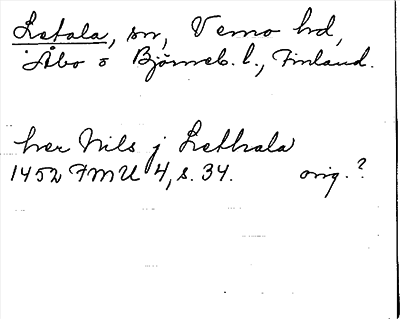 Letala, sn, Vemo hd,
Åbo o Björneb. l., Finland.
her Nils j Lethala
1452 FMU 4, s. 34. orig.?